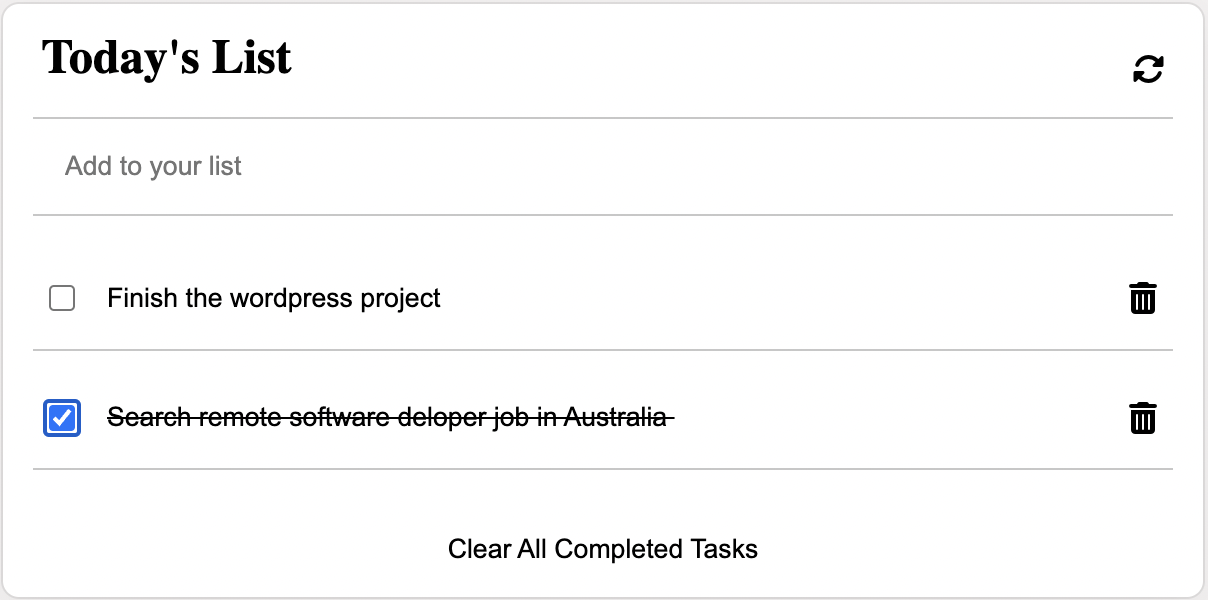 Today's List
Add to your list
Finish the wordpress project
Search remote software deloper job in Australia
Clear All Completed Tasks